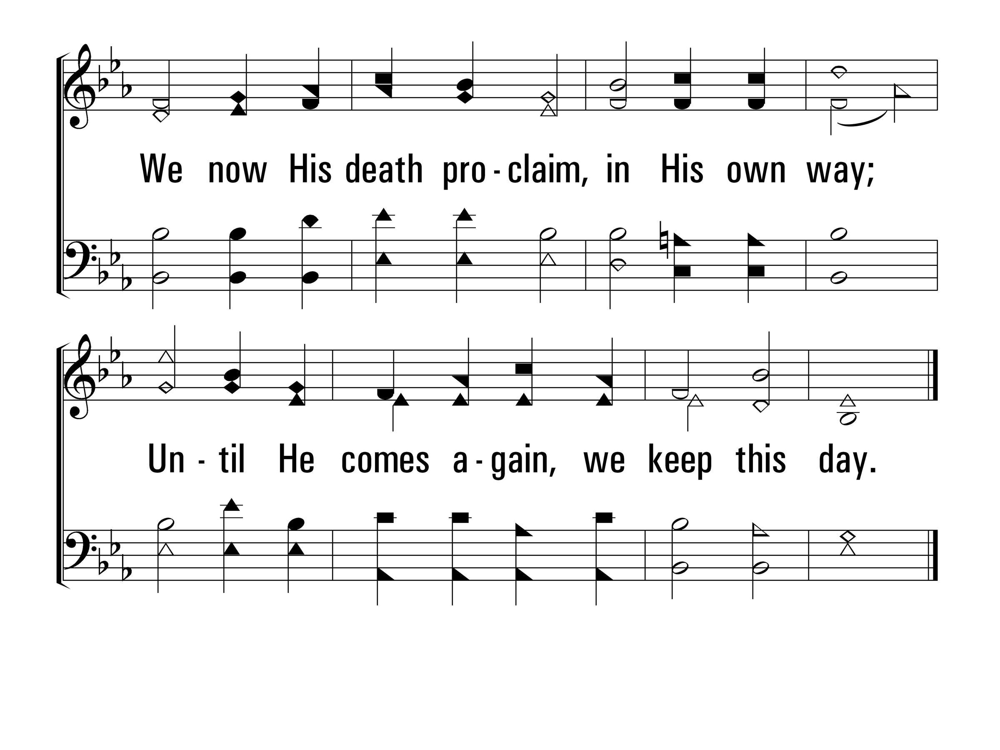 We now His death pro - claim, in His own way;
Un - til He comes a - gain, we keep this day.